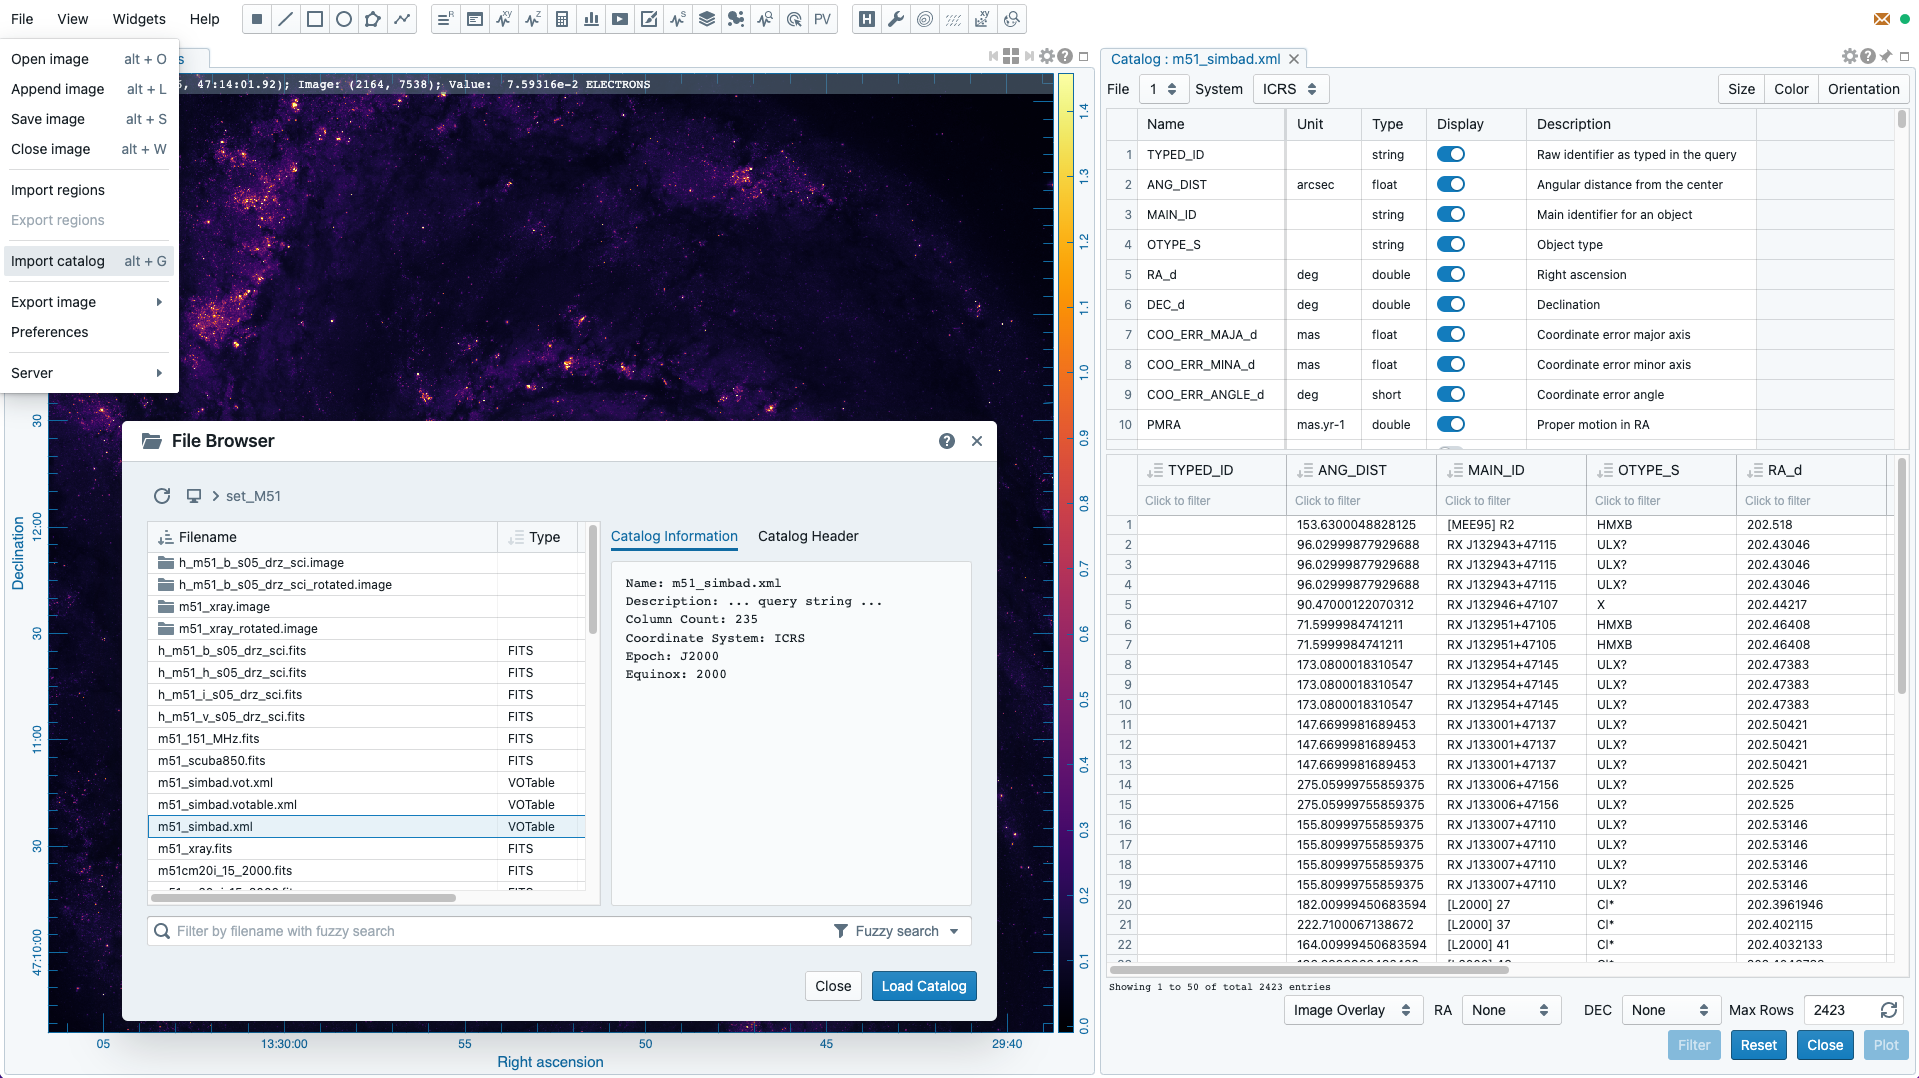 File View Widgets Help
Open image alt + O
Append image alt + L
Save image alt + S
Close image alt + W
Import regions
Export regions
Import catalog alt + G
Export image
Preferences
Server
47:14:01.92); Image: (2164, 7538); Value: 7.59316e-2 ELECTRONS
1.4
1.3
1.2
1.1
1.0
0.9
0.8
0.7
0.6
0.5
0.4
0.3
0.2
0.1
0.0
Declination
30
12:00
30
11:00
30
47:10:00
05 13:30:00 55 50 45 29:40
Right ascension
File Browser
set_M51
Filename Type
h_m51_b_s05_drz_sci.image
h_m51_b_s05_drz_sci_rotated.image
m51_xray.image
m51_xray_rotated.image
h_m51_b_s05_drz_sci.fits FITS
h_m51_h_s05_drz_sci.fits FITS
h_m51_i_s05_drz_sci.fits FITS
h_m51_v_s05_drz_sci.fits FITS
m51_151_MHz.fits FITS
m51_scuba850.fits FITS
m51_simbad.vot.xml VOTable
m51_simbad.votable.xml VOTable
m51_simbad.xml VOTable
m51_xray.fits FITS
m51cm20i_15_2000.fits FITS
Catalog Information Catalog Header
Name: m51_simbad.xml
Description: ... query string ...
Column Count: 235
Coordinate System: ICRS
Epoch: J2000
Equinox: 2000
Filter by filename with fuzzy search Fuzzy search
Close Load Catalog
Catalog : m51_simbad.xml
File 1 System ICRS Size Color Orientation
Name Unit Type Display Description
1 TYPED_ID string Raw identifier as typed in the query
2 ANG_DIST arcsec float Angular distance from the center
3 MAIN_ID string Main identifier for an object
4 OTYPE_S string Object type
5 RA_d deg double Right ascension
6 DEC_d deg double Declination
7 COO_ERR_MAJA_d mas float Coordinate error major axis
8 COO_ERR_MINA_d mas float Coordinate error minor axis
9 COO_ERR_ANGLE_d deg short Coordinate error angle
10 PMRA mas.yr-1 double Proper motion in RA
TYPED_ID ANG_DIST MAIN_ID OTYPE_S RA_d
Click to filter Click to filter Click to filter Click to filter Click to filter
1 153.6300048828125 [MEE95] R2 HMXB 202.518
2 96.02999877929688 RX J132943+47115 ULX? 202.43046
3 96.02999877929688 RX J132943+47115 ULX? 202.43046
4 96.02999877929688 RX J132943+47115 ULX? 202.43046
5 90.47000122070312 RX J132946+47107 X 202.44217
6 71.5999984741211 RX J132951+47105 HMXB 202.46408
7 71.5999984741211 RX J132951+47105 HMXB 202.46408
8 173.0800018310547 RX J132954+47145 ULX? 202.47383
9 173.0800018310547 RX J132954+47145 ULX? 202.47383
10 173.0800018310547 RX J132954+47145 ULX? 202.47383
11 147.6699981689453 RX J133001+47137 ULX? 202.50421
12 147.6699981689453 RX J133001+47137 ULX? 202.50421
13 147.6699981689453 RX J133001+47137 ULX? 202.50421
14 275.05999755859375 RX J133006+47156 ULX? 202.525
15 275.05999755859375 RX J133006+47156 ULX? 202.525
16 155.80999755859375 RX J133007+47110 ULX? 202.53146
17 155.80999755859375 RX J133007+47110 ULX? 202.53146
18 155.80999755859375 RX J133007+47110 ULX? 202.53146
19 155.80999755859375 RX J133007+47110 ULX? 202.53146
20 182.00999450683594 [L2000] 27 Cl* 202.3961946
21 222.7100067138672 [L2000] 37 Cl* 202.402115
22 164.00999450683594 [L2000] 41 Cl* 202.4032133
Showing 1 to 50 of total 2423 entries
Image Overlay RA None DEC None Max Rows 2423
Filter Reset Close Plot